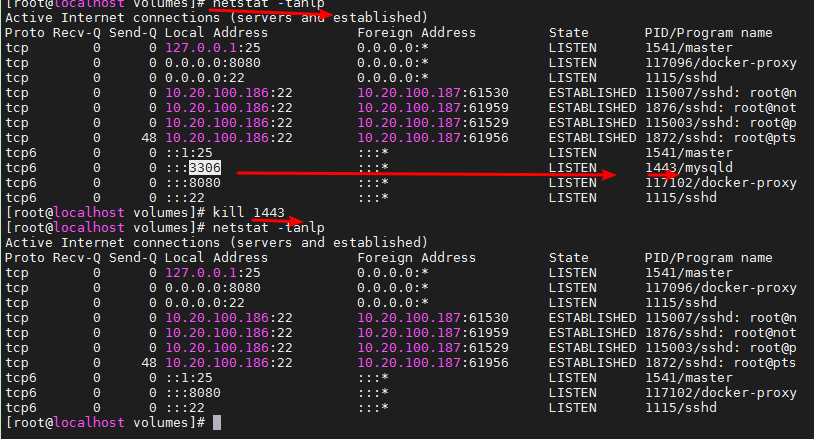 [root@localhost volumes]# netstat -tanlp
Active Internet connections (servers and established)
Proto Recv-Q Send-Q Local Address           Foreign Address         State       PID/Program name
tcp        0      0 127.0.0.1:25            0.0.0.0:*               LISTEN      1541/master
tcp        0      0 0.0.0.0:8080            0.0.0.0:*               LISTEN      117096/docker-proxy
tcp        0      0 0.0.0.0:22              0.0.0.0:*               LISTEN      1115/sshd
tcp        0      0 10.20.100.186:22        10.20.100.187:61530     ESTABLISHED 115007/sshd: root@n
tcp        0      0 10.20.100.186:22        10.20.100.187:61959     ESTABLISHED 1876/sshd: root@not
tcp        0      0 10.20.100.186:22        10.20.100.187:61529     ESTABLISHED 115003/sshd: root@p
tcp        0     48 10.20.100.186:22        10.20.100.187:61956     ESTABLISHED 1872/sshd: root@pts
tcp6       0      0 ::1:25                  :::*                    LISTEN      1541/master
tcp6       0      0 :::3306                 :::*                    LISTEN      1443/mysqld
tcp6       0      0 :::8080                 :::*                    LISTEN      117102/docker-proxy
tcp6       0      0 :::22                   :::*                    LISTEN      1115/sshd
[root@localhost volumes]# kill 1443
[root@localhost volumes]# netstat -tanlp
Active Internet connections (servers and established)
Proto Recv-Q Send-Q Local Address           Foreign Address         State       PID/Program name
tcp        0      0 127.0.0.1:25            0.0.0.0:*               LISTEN      1541/master
tcp        0      0 0.0.0.0:8080            0.0.0.0:*               LISTEN      117096/docker-proxy
tcp        0      0 0.0.0.0:22              0.0.0.0:*               LISTEN      1115/sshd
tcp        0      0 10.20.100.186:22        10.20.100.187:61530     ESTABLISHED 115007/sshd: root@n
tcp        0      0 10.20.100.186:22        10.20.100.187:61959     ESTABLISHED 1876/sshd: root@not
tcp        0      0 10.20.100.186:22        10.20.100.187:61529     ESTABLISHED 115003/sshd: root@p
tcp        0     48 10.20.100.186:22        10.20.100.187:61956     ESTABLISHED 1872/sshd: root@pts
tcp6       0      0 ::1:25                  :::*                    LISTEN      1541/master
tcp6       0      0 :::8080                 :::*                    LISTEN      117102/docker-proxy
tcp6       0      0 :::22                   :::*                    LISTEN      1115/sshd
[root@localhost volumes]#